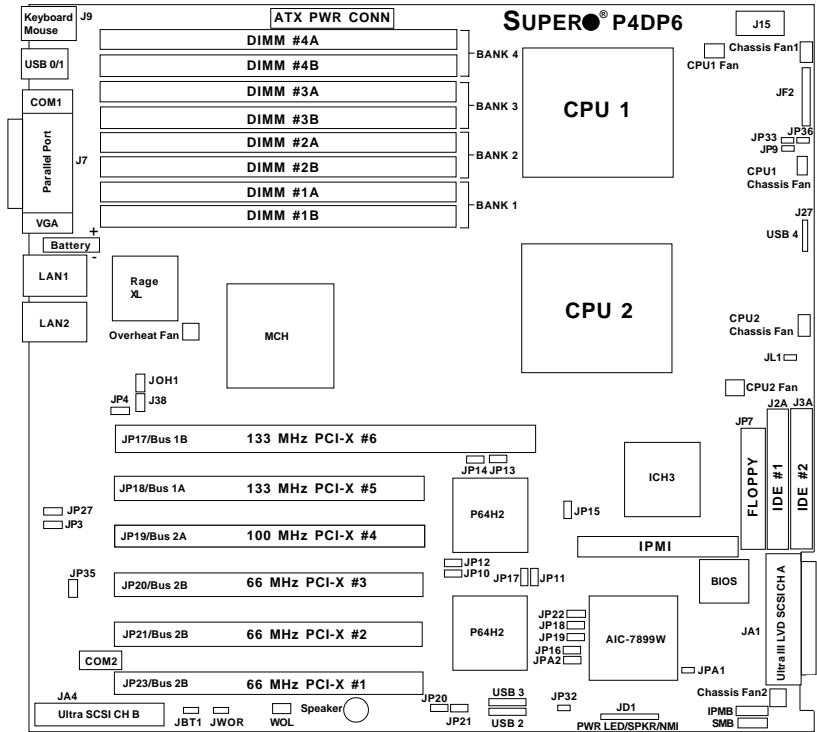 Keyboard
Mouse
J9
ATX PWR CONN
SUPER® P4DP6
J15
Chassis Fan1
CPU1 Fan
USB 0/1
DIMM #4A
DIMM #4B
BANK 4
DIMM #3A
DIMM #3B
BANK 3
DIMM #2A
DIMM #2B
BANK 2
DIMM #1A
DIMM #1B
BANK 1
CPU 1
JF2
COM1
Parallel Port
J7
VGA
JP33
JP36
JP9
CPU1
Chassis Fan
J27
USB 4
+
Battery
-
LAN1
LAN2
Rage
XL
Overheat Fan
MCH
CPU 2
CPU2
Chassis Fan
JL1
CPU2 Fan
JOH1
JP4
J38
J2A
J3A
JP7
FLOPPY
IDE #1
IDE #2
JP17/Bus 1B 133 MHz PCI-X #6
JP14
JP13
JP18/Bus 1A 133 MHz PCI-X #5
P64H2
ICH3
JP15
JP27
JP3
JP19/Bus 2A 100 MHz PCI-X #4
IPMI
JP12
JP10
JP17
JP11
BIOS
JP35
JP20/Bus 2B 66 MHz PCI-X #3
P64H2
JP22
JP18
JP19
JP16
JPA2
AIC-7899W
JA1
Ultra III LVD SCSI CH A
JP21/Bus 2B 66 MHz PCI-X #2
COM2
JPA1
JP23/Bus 2B 66 MHz PCI-X #1
JA4
Ultra SCSI CH B
JBT1
JWOR
WOL
Speaker
JP20
JP21
USB 3
USB 2
JP32
JD1
PWR LED/SPKR/NMI
Chassis Fan2
IPMB
SMB